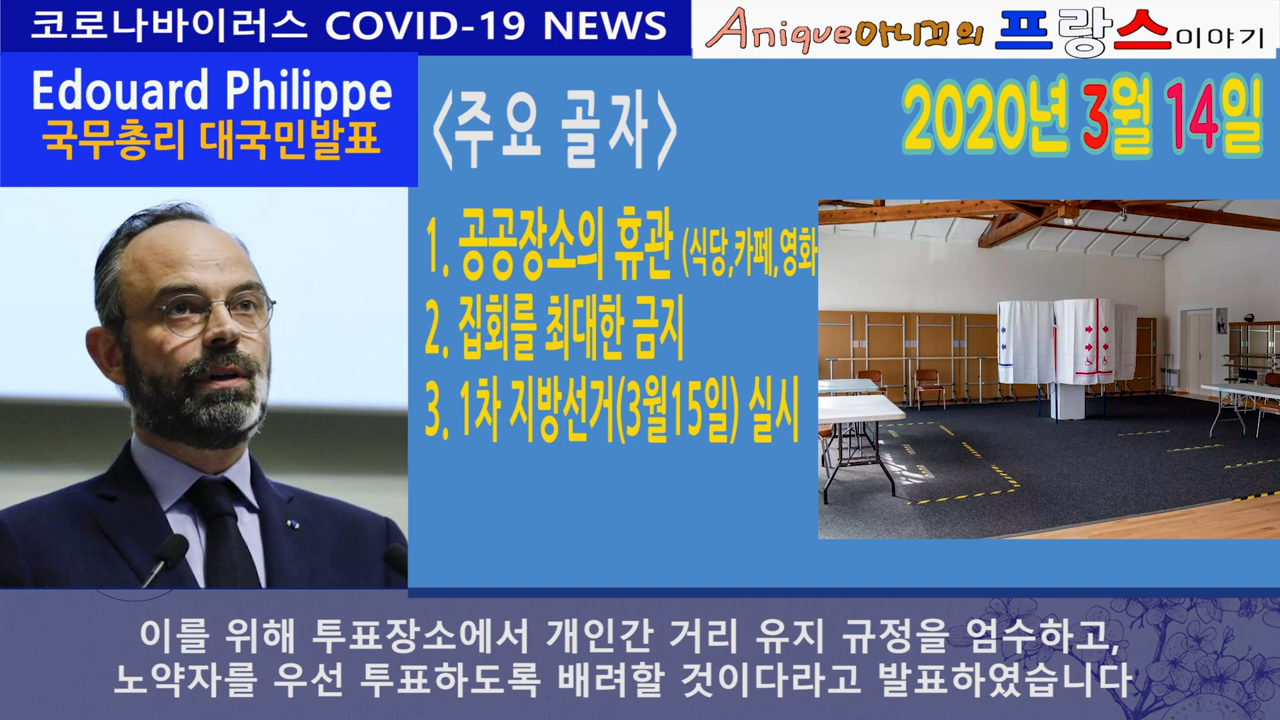 코로나바이러스 COVID-19 NEWS
Anique아니끄의 프랑스이야기
Edouard Philippe
국무총리 대국민발표
<주요 골자>
2020년 3월 14일
1. 공공장소의 휴관 (식당,카페,영화
2. 집회를 최대한 금지
3. 1차 지방선거(3월15일) 실시
이를 위해 투표장소에서 개인간 거리 유지 규정을 엄수하고,
노약자를 우선 투표하도록 배려할 것이다라고 발표하였습니다